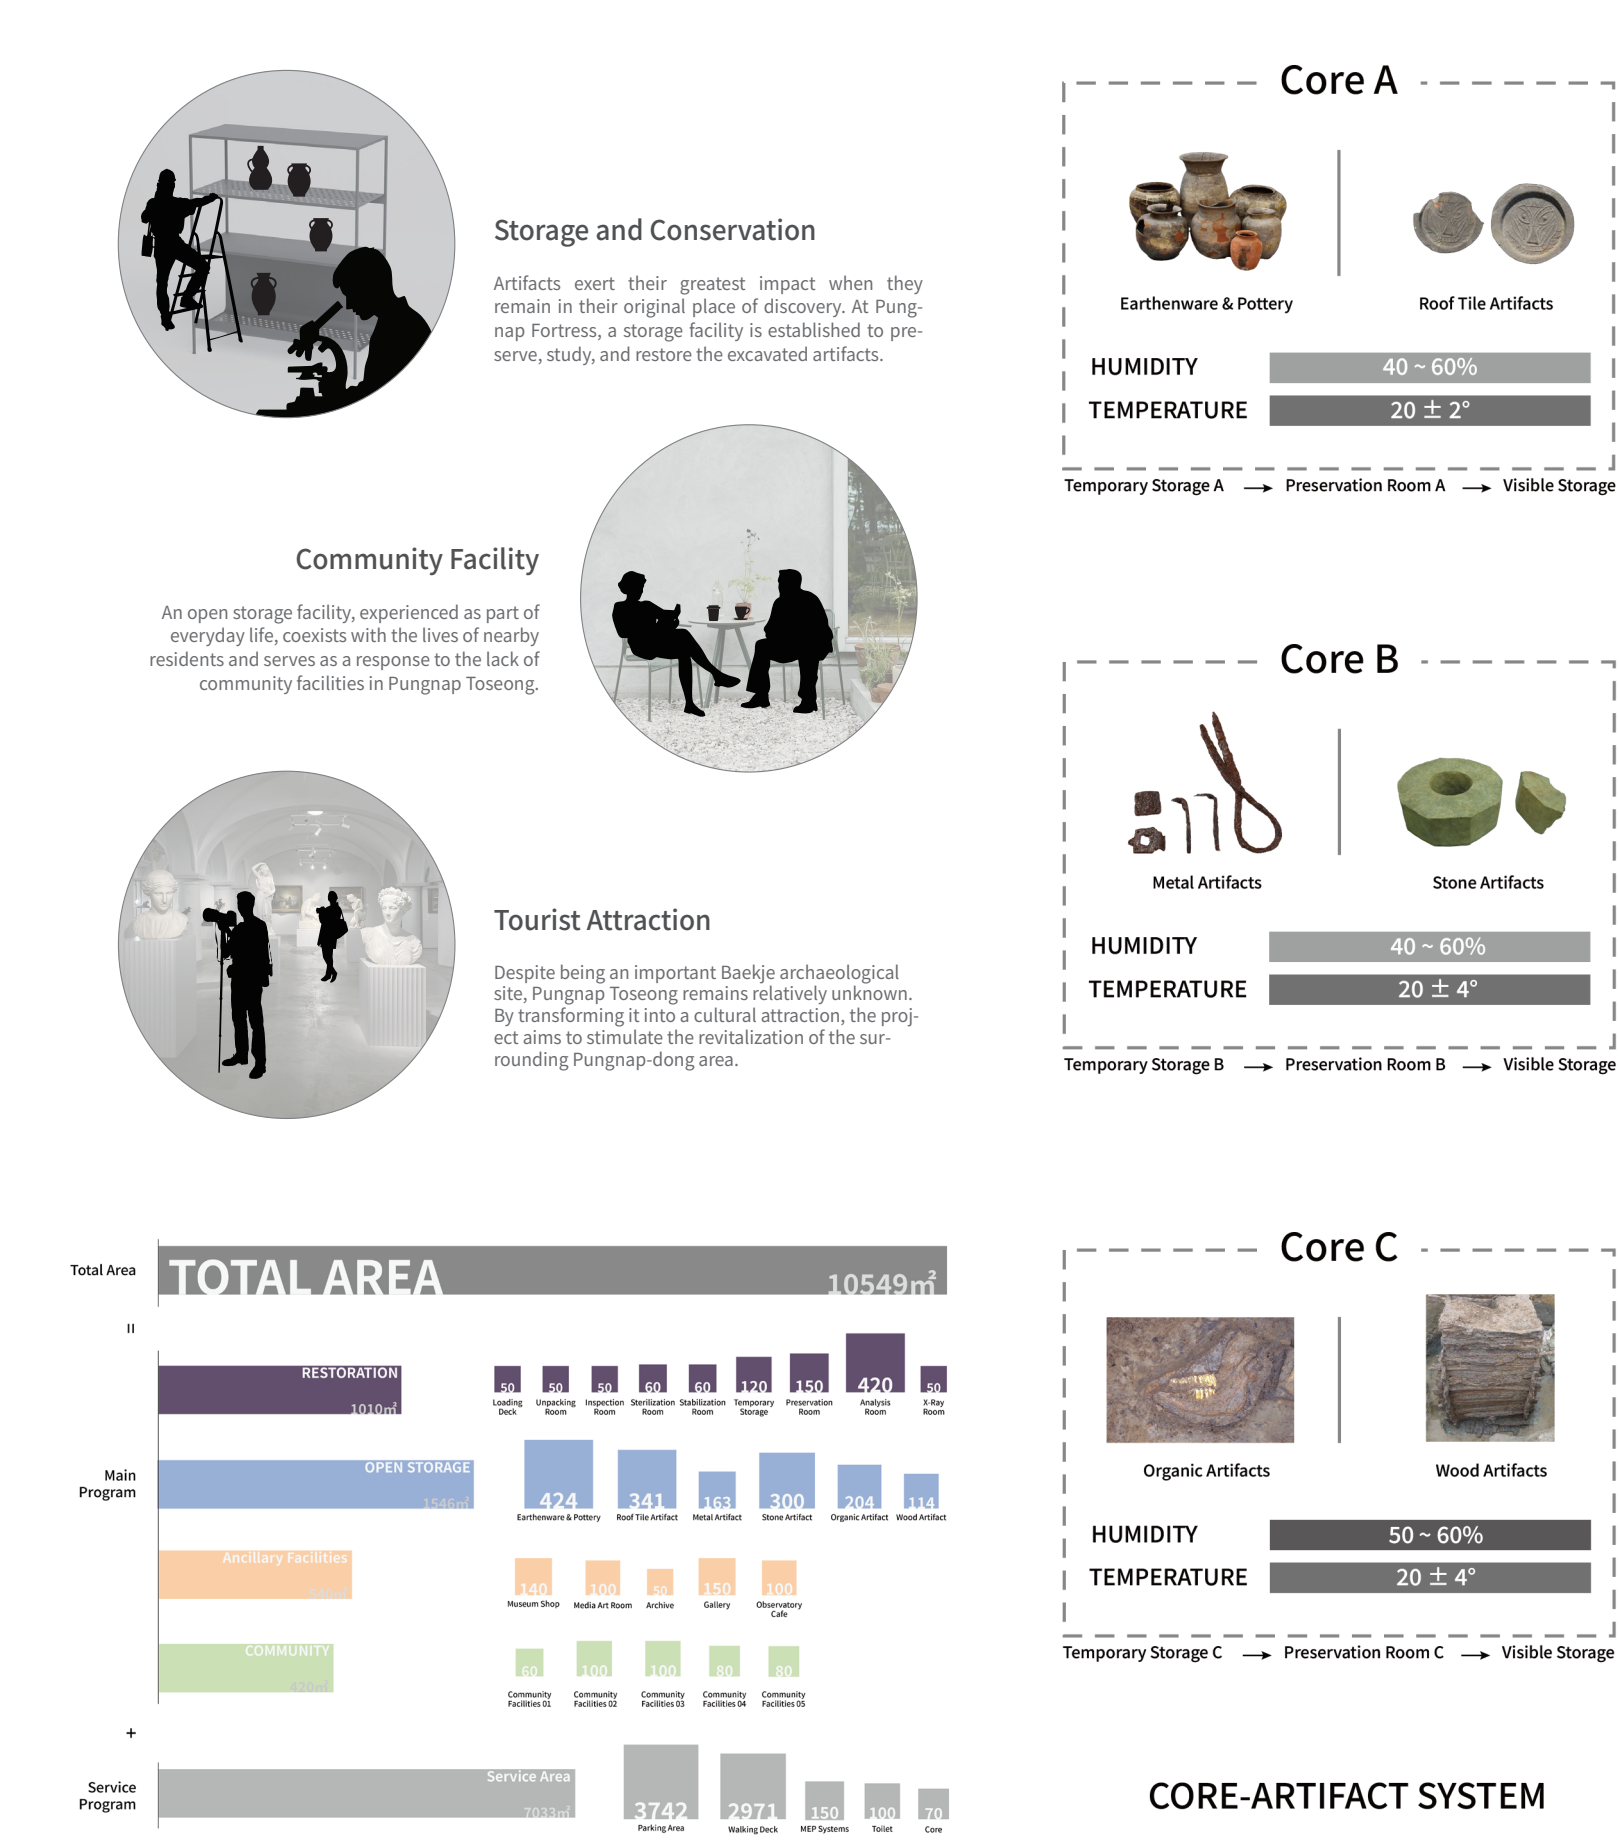 Storage and Conservation
Artifacts exert their greatest impact when they
remain in their original place of discovery. At Pung-
nap Fortress, a storage facility is established to pre-
serve, study, and restore the excavated artifacts.
Community Facility
An open storage facility, experienced as part of
everyday life, coexists with the lives of nearby
residents and serves as a response to the lack of
community facilities in Pungnap Toseong.
Tourist Attraction
Despite being an important Baekje archaeological
site, Pungnap Toseong remains relatively unknown.
By transforming it into a cultural attraction, the proj-
ect aims to stimulate the revitalization of the sur-
rounding Pungnap-dong area.
Total Area
TOTAL AREA
10549㎡
=
Main
Program
RESTORATION
1010㎡
50 50 50 60 60 120 150 420 50
Loading Deck
Unpacking Room
Inspection Room
Sterilization Room
Stabilization Room
Temporary Storage
Preservation Room
Analysis Room
X-Ray Room
OPEN STORAGE
1546㎡
424 341 163 300 204 114
Earthenware & Pottery Roof Tile Artifact Metal Artifact Stone Artifact Organic Artifact Wood Artifact
Ancillary Facilities
540㎡
140 100 50 150 100
Museum Shop Media Art Room Archive Gallery Observatory
Cafe
COMMUNITY
420㎡
60 100 100 80 80
Community Community Community Community Community
Facilities 01 Facilities 02 Facilities 03 Facilities 04 Facilities 05
+
Service
Program
Service Area
7033㎡
3742 2971 150 100 70
Parking Area Walking Deck MEP Systems Toilet Core
Core A
Earthenware & Pottery Roof Tile Artifacts
HUMIDITY 40 ~ 60%
TEMPERATURE 20 ± 2°
Temporary Storage A → Preservation Room A → Visible Storage
Core B
Metal Artifacts Stone Artifacts
HUMIDITY 40 ~ 60%
TEMPERATURE 20 ± 4°
Temporary Storage B → Preservation Room B → Visible Storage
Core C
Organic Artifacts Wood Artifacts
HUMIDITY 50 ~ 60%
TEMPERATURE 20 ± 4°
Temporary Storage C → Preservation Room C → Visible Storage
CORE-ARTIFACT SYSTEM